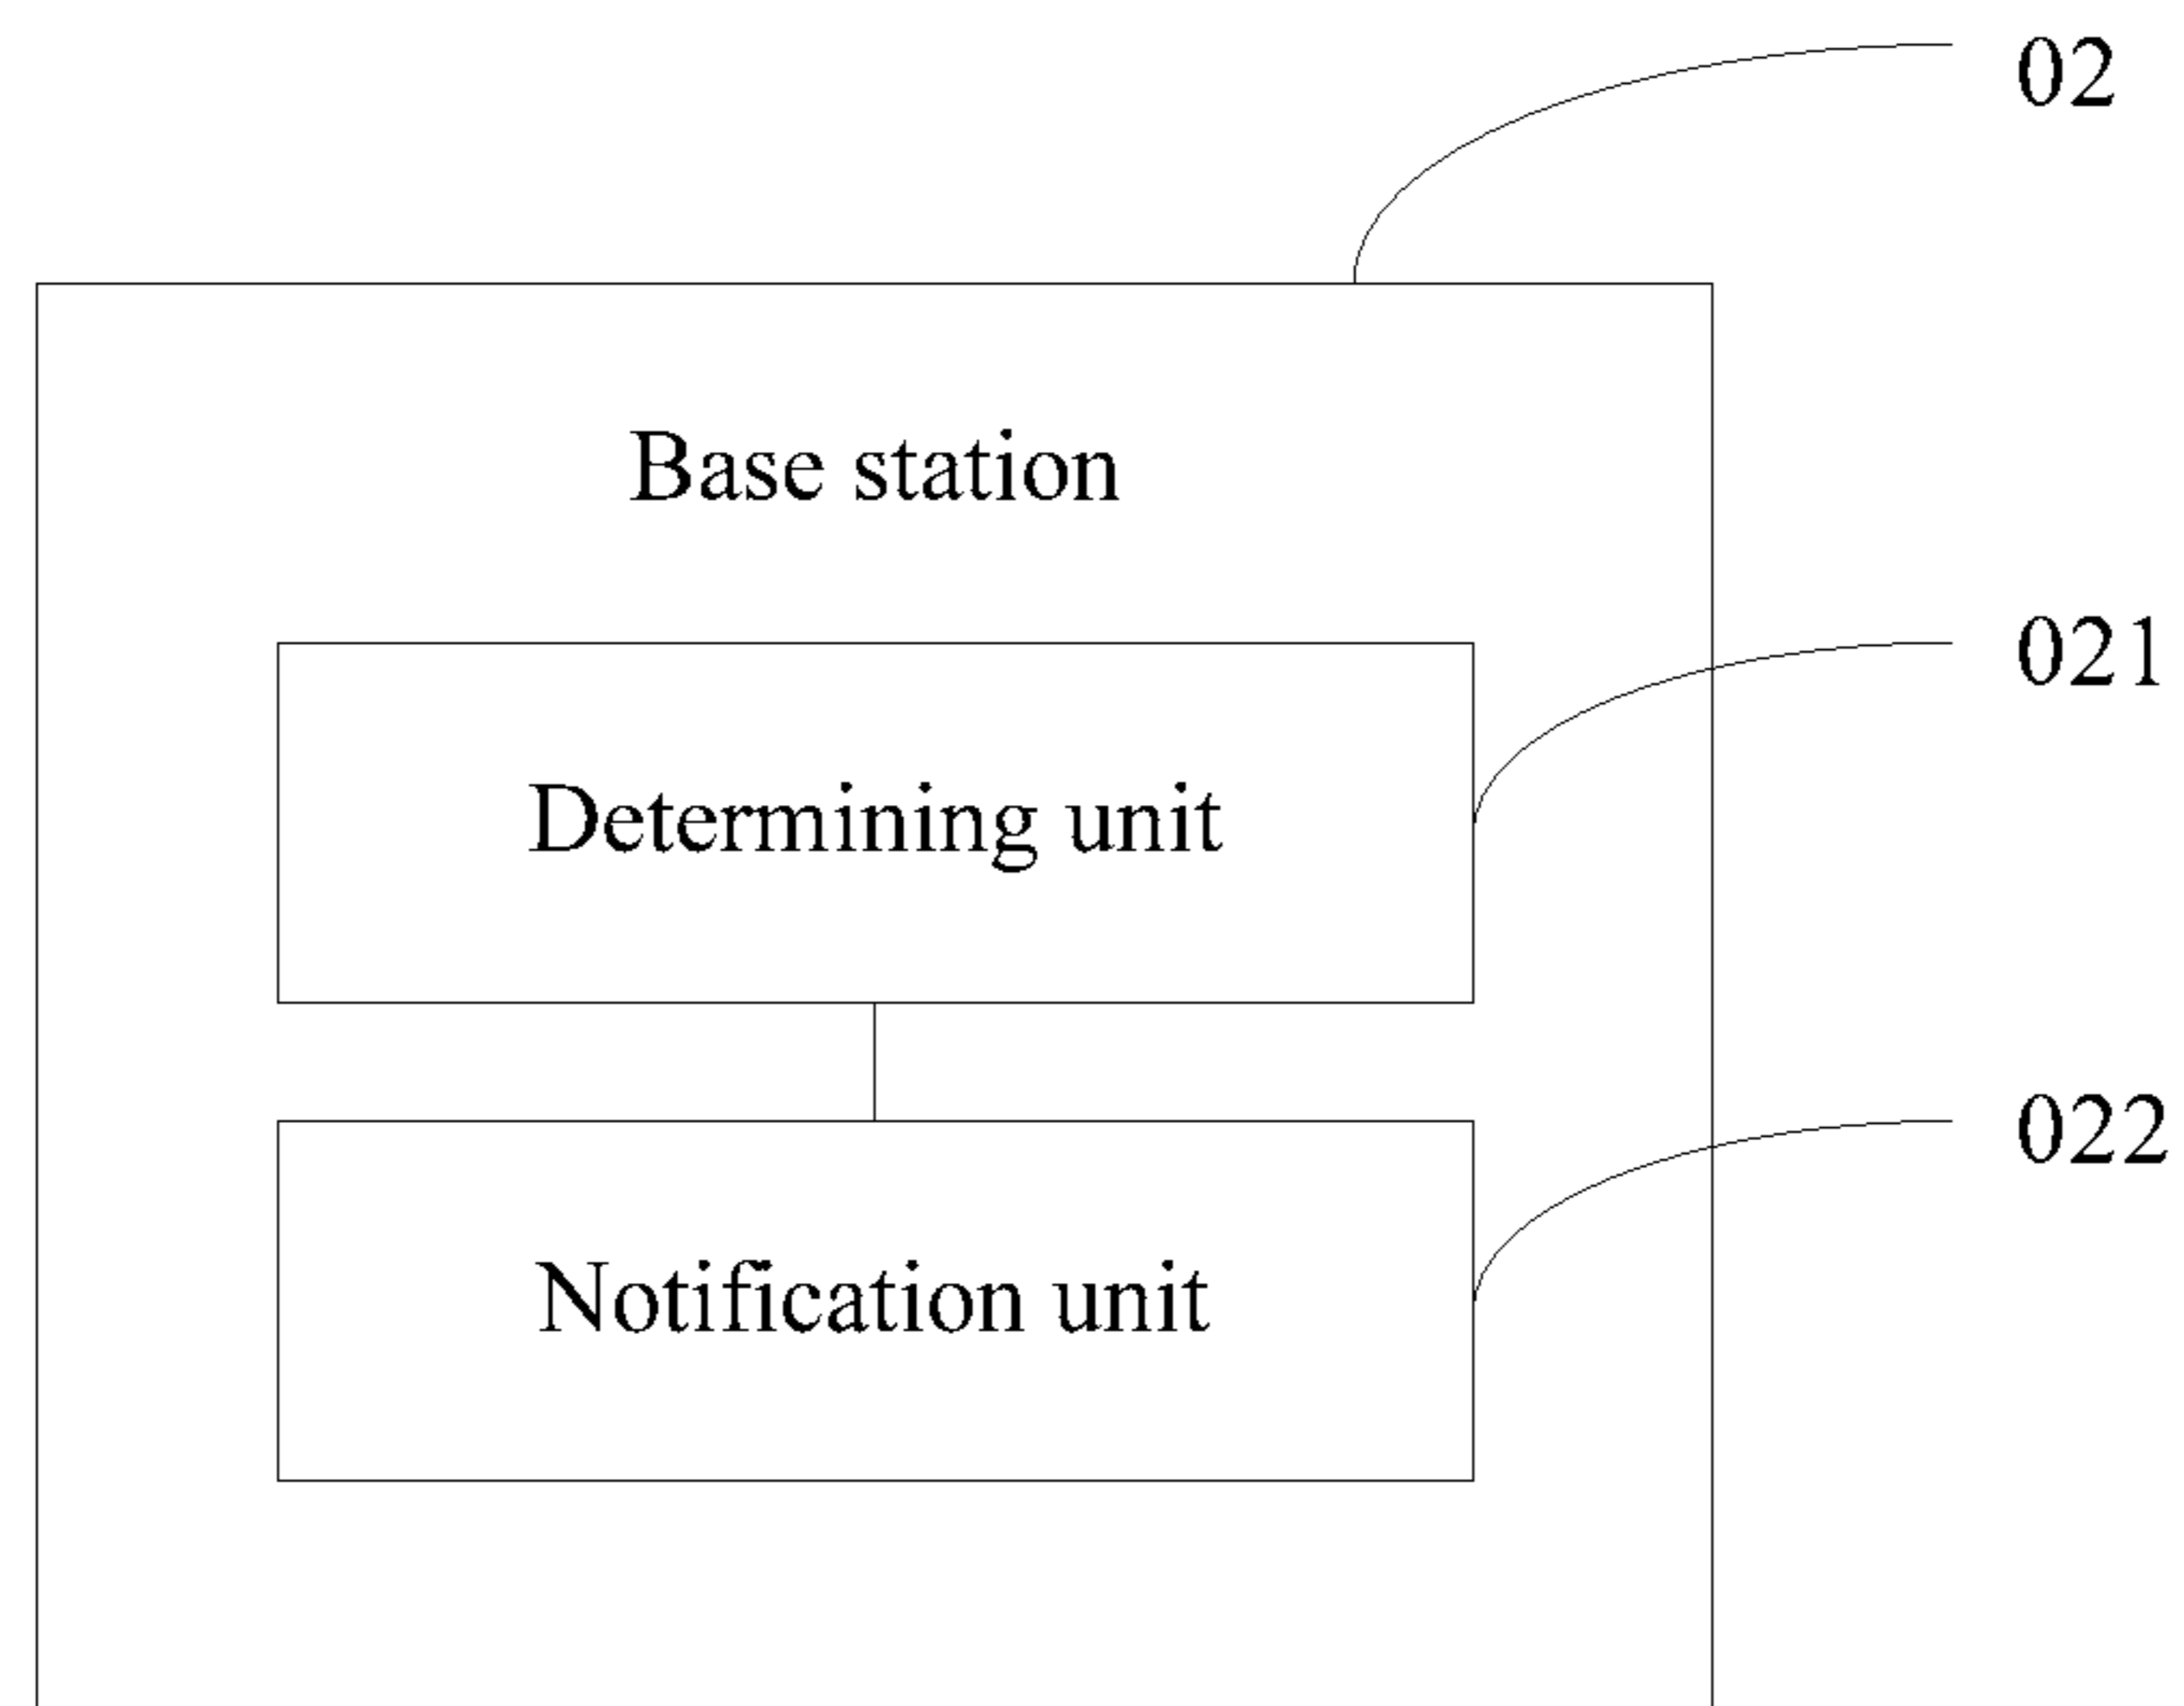 02
Base station
021
Determining unit
022
Notification unit